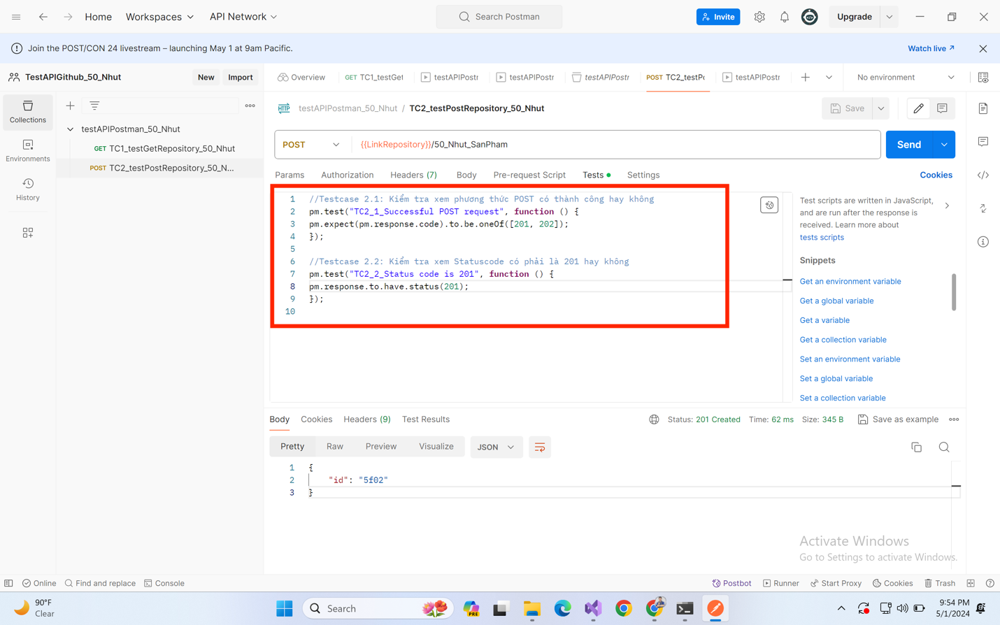 Home Workspaces API Network Search Postman Invite Upgrade
Join the POST/CON 24 livestream – launching May 1 at 9am Pacific. Watch live
TestAPIGithub_50_Nhut New Import
Overview GET TC1_testGet testAPIPostr testAPIPostr testAPIPostr POST TC2_testPo testAPIPostr No environment
Collections
Environments
History
testAPIPostman_50_Nhut
GET TC1_testGetRepository_50_Nhut
POST TC2_testPostRepository_50_N...
HTTP testAPIPostman_50_Nhut / TC2_testPostRepository_50_Nhut Save
POST {{LinkRepository}}/50_Nhut_SanPham Send
Params Authorization Headers (7) Body Pre-request Script Tests Settings Cookies
1 //Testcase 2.1: Kiểm tra xem phương thức POST có thành công hay không
2 pm.test("TC2_1_Successful POST request", function () {
3 pm.expect(pm.response.code).to.be.oneOf([201, 202]);
4 });
5
6 //Testcase 2.2: Kiểm tra xem Statuscode có phải là 201 hay không
7 pm.test("TC2_2_Status code is 201", function () {
8 pm.response.to.have.status(201);
9 });
10
Test scripts are written in JavaScript,
and are run after the response is
received. Learn more about
tests scripts
Snippets
Get an environment variable
Get a global variable
Get a variable
Get a collection variable
Set an environment variable
Set a global variable
Set a collection variable
Body Cookies Headers (9) Test Results Status: 201 Created Time: 62 ms Size: 345 B Save as example
Pretty Raw Preview Visualize JSON
1 {
2 "id": "5f02"
3 }
Activate Windows
Go to Settings to activate Windows.
Online Find and replace Console Postbot Runner Start Proxy Cookies Trash
90°F
Clear
Search
PRE
9:54 PM
5/1/2024